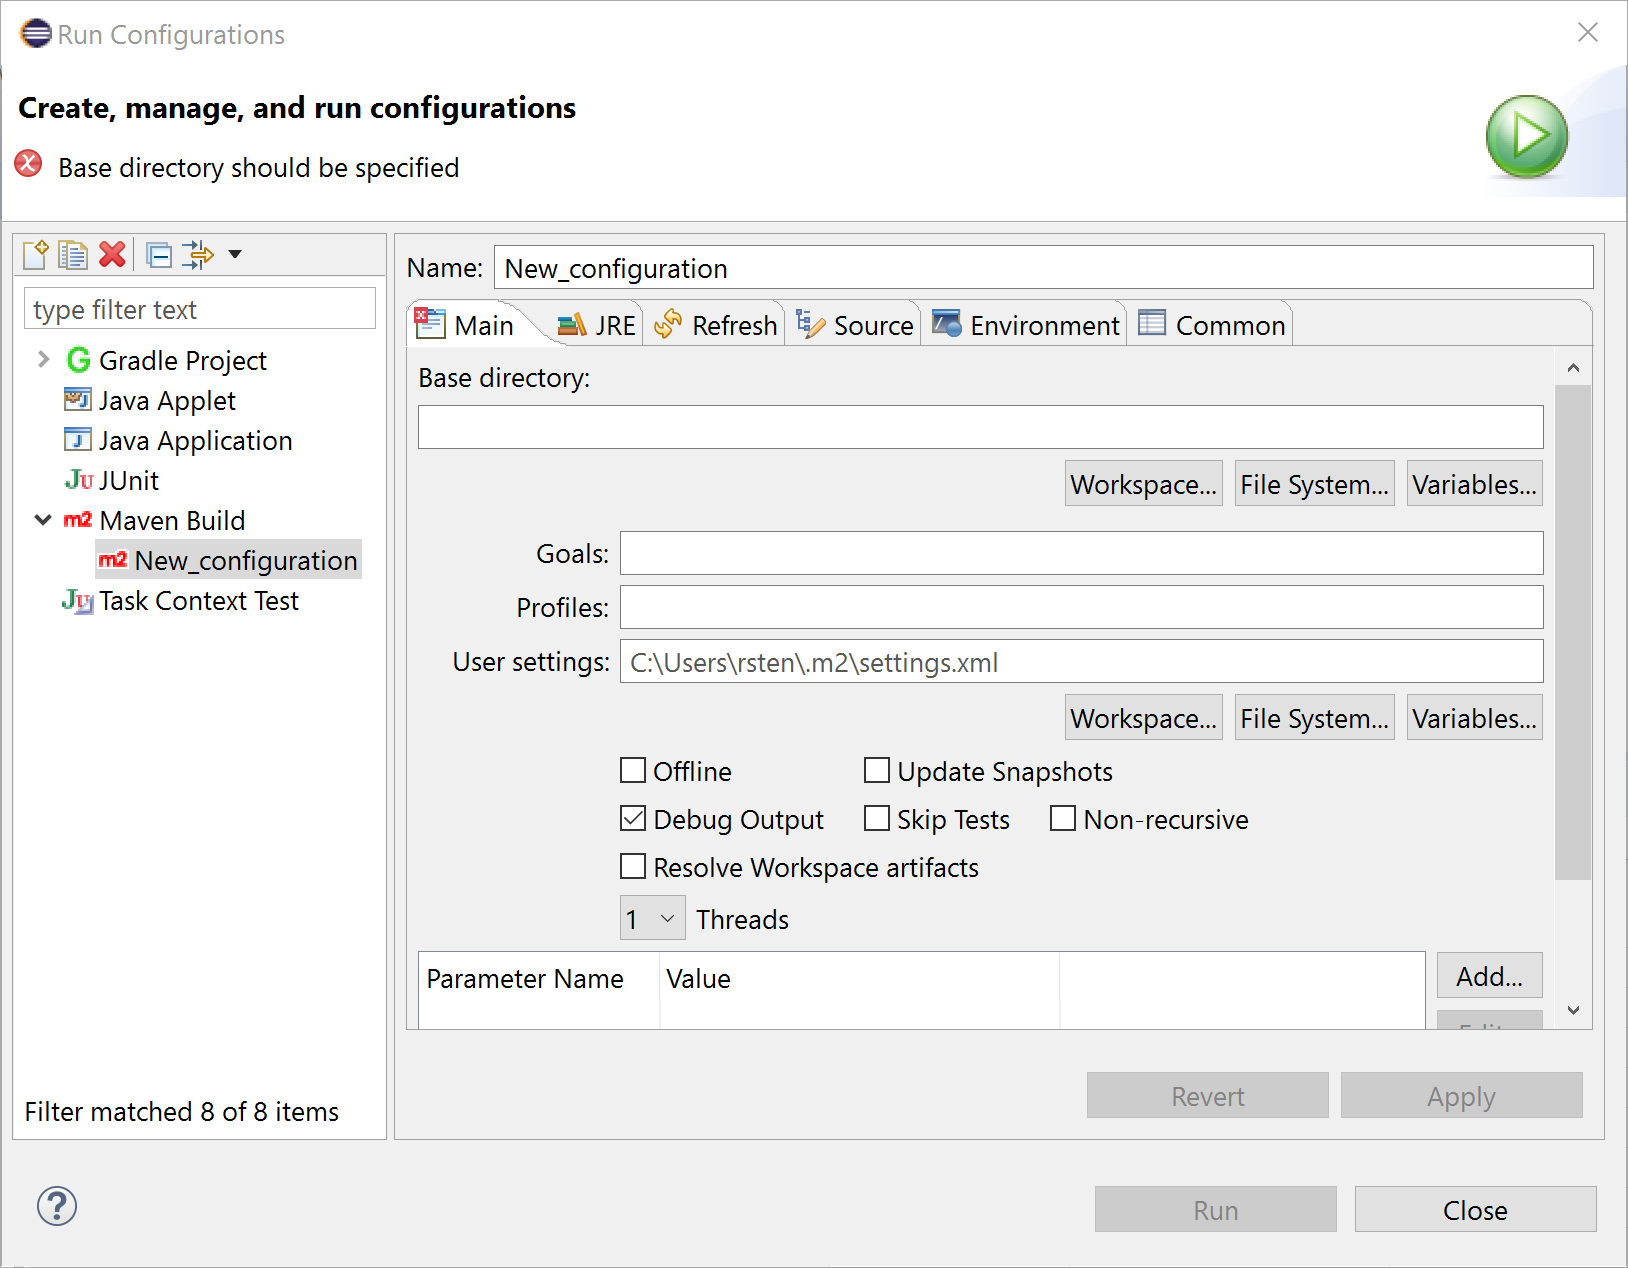 Run Configurations
Create, manage, and run configurations
Base directory should be specified
type filter text
Gradle Project
Java Applet
Java Application
JUnit
Maven Build
New_configuration
Task Context Test
Filter matched 8 of 8 items
Name: New_configuration
Main JRE Refresh Source Environment Common
Base directory:
Workspace... File System... Variables...
Goals:
Profiles:
User settings: C:\Users\rsten\.m2\settings.xml
Workspace... File System... Variables...
Offline Update Snapshots
Debug Output Skip Tests Non-recursive
Resolve Workspace artifacts
1 Threads
Parameter Name Value Add...
Revert Apply
Run Close